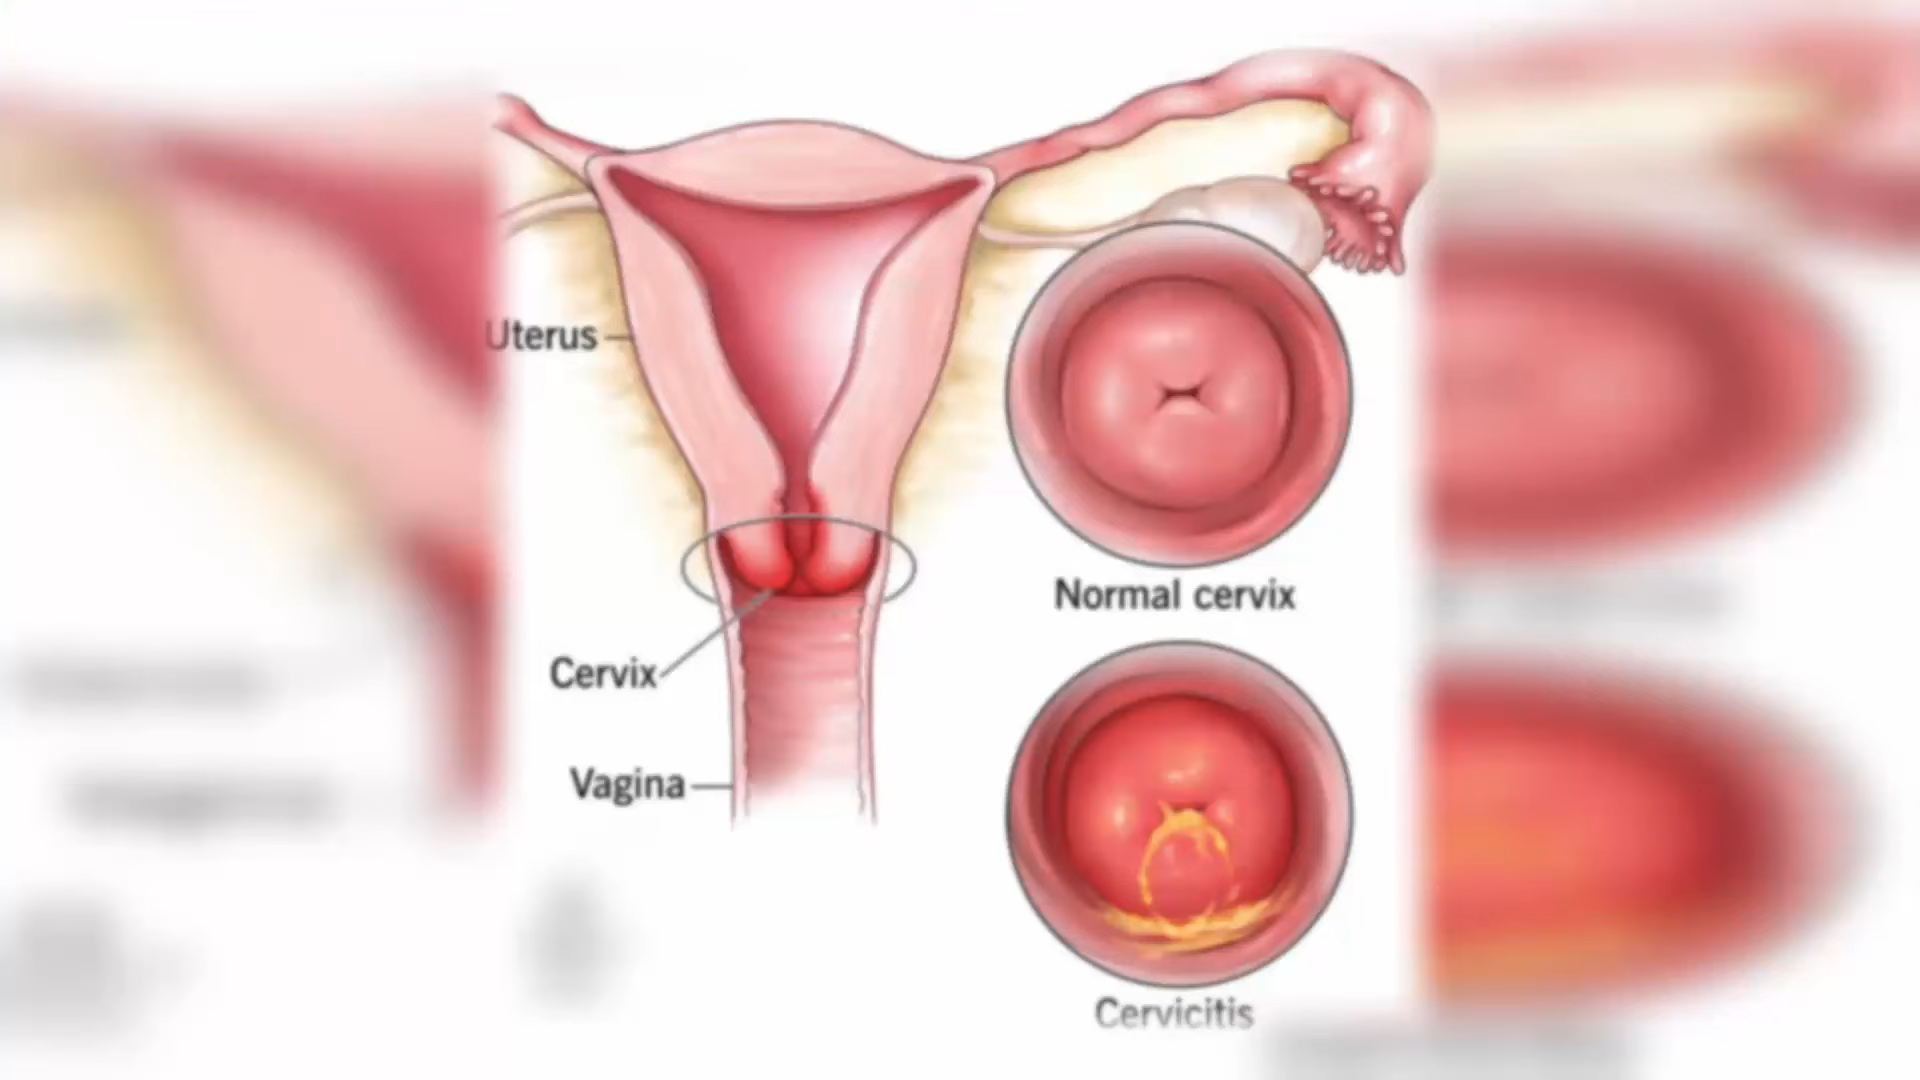 Uterus
Normal cervix
Cervix
Vagina
Cervicitis